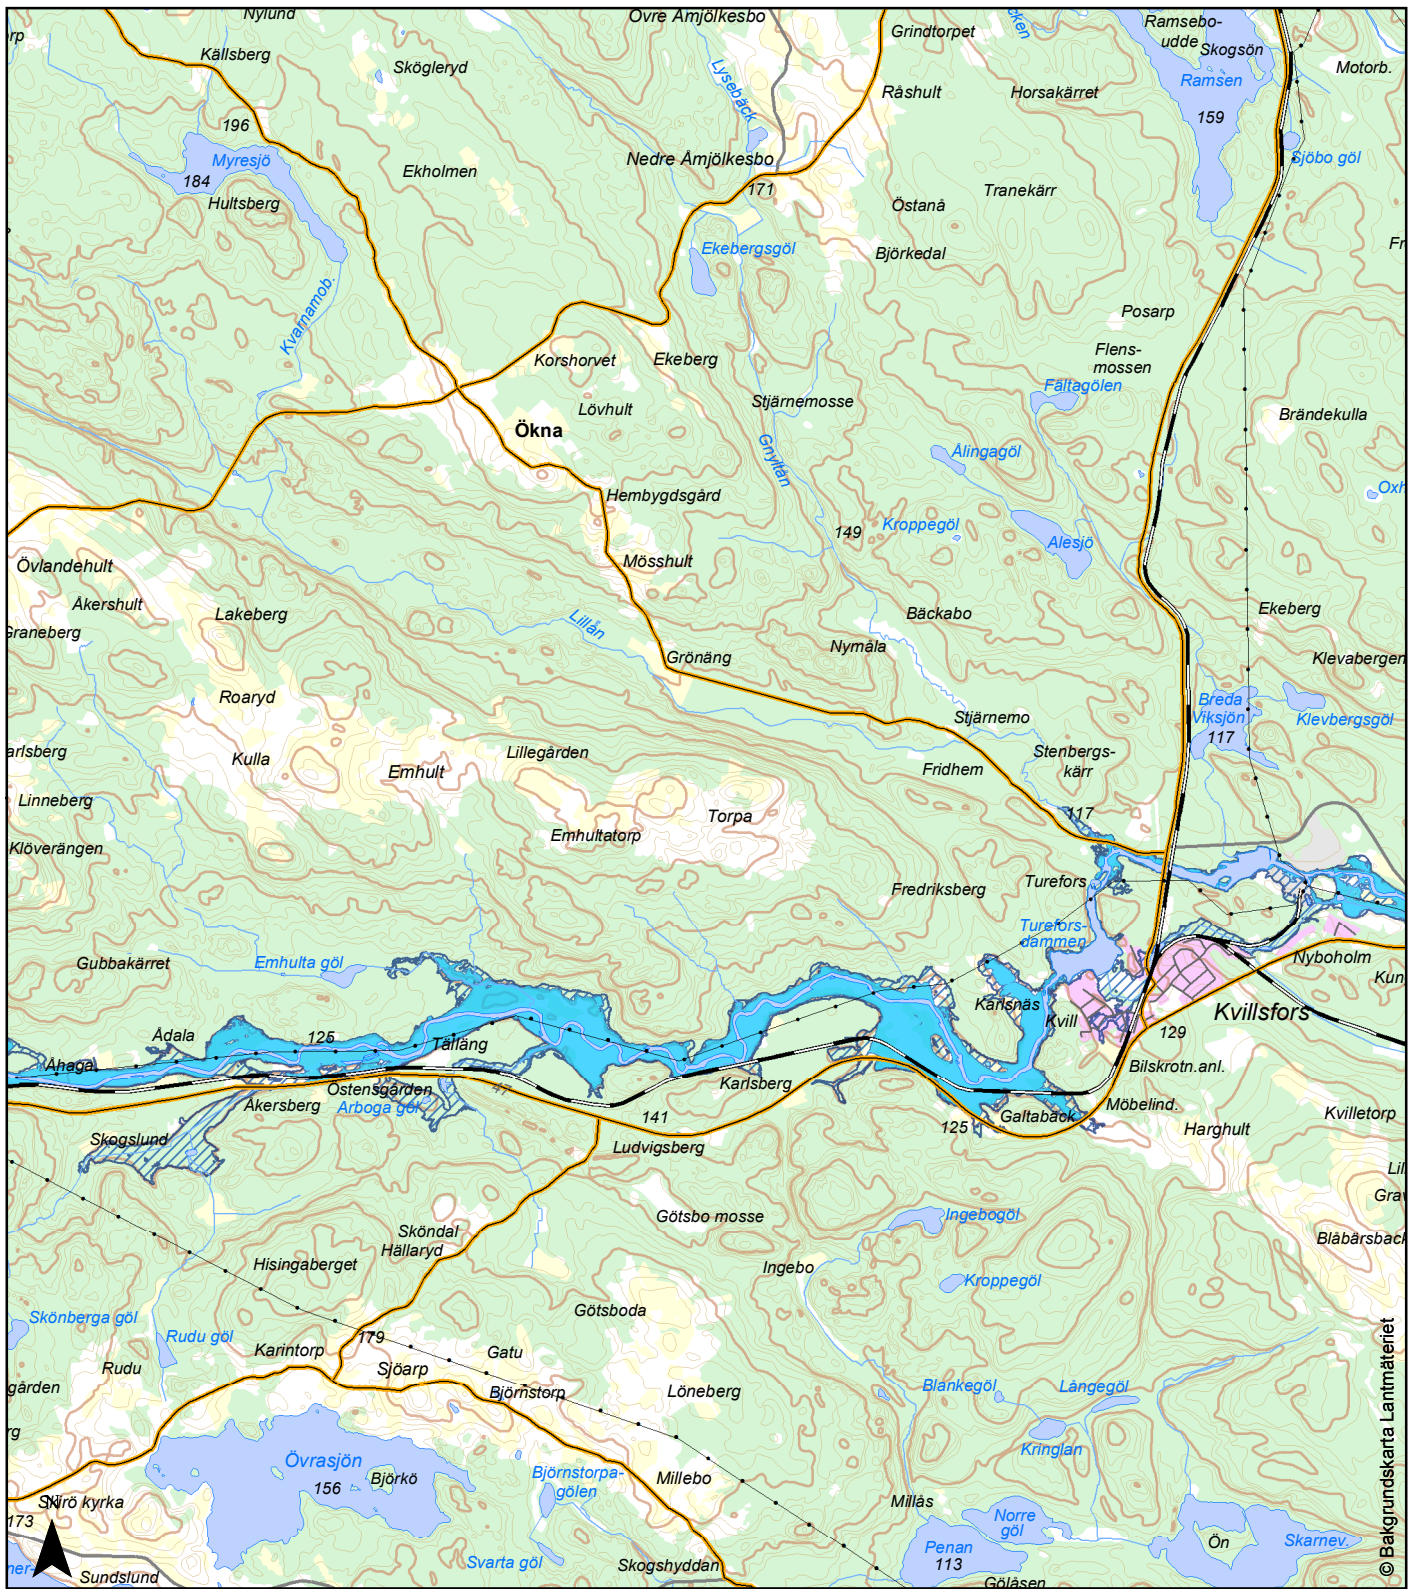 Nylund
Övre Åmjölkesbo
Grindtorpet
Ramsebo-
udde
Skogsön
Källsberg
Skögleryd
Lysebäck
Råshult
Horsakärret
Ramsen
159
Motorb.
196
Myresjö
184
Hultsberg
Ekholmen
Nedre Åmjölkesbo
171
Tranekärr
Östanå
Sjöbo göl
Björkedal
Ekebergsgöl
Kvarnamob.
Posarp
Flens-
mossen
Korshorvet
Ekeberg
Fältagölen
Lövhult
Stjärnemosse
Brändekulla
Ökna
Gnyltån
Ålingagöl
Hembygdsgård
149
Kroppegöl
Alesjö
Mösshult
Övlandehult
Åkershult
Lakeberg
Lillån
Bäckabo
Ekeberg
Graneberg
Nymåla
Grönäng
Klevabergen
Roaryd
Stjärnemo
Breda
Viksjön
117
Klevbergsgöl
Kulla
Lillegården
Emhult
Fridhem
Stenbergs-
kärr
Linneberg
Torpa
117
Emhultatorp
Klöverängen
Fredriksberg
Turefors
Turefors-
dammen
Gubbakärret
Emhulta göl
Nyboholm
Karlsnäs
Kvill
Kvillsfors
129
Ådala
125
Tälläng
Åhaga
Karlsberg
Bilskrotn.anl.
Östensgården
47
Arboga göl
Åkersberg
141
Galtabäck
125
Möbelind.
Kvilletorp
Harghult
Skogslund
Ludvigsberg
Götsbo mosse
Ingebogöl
Sköndal
Hällaryd
Blåbärsback
Hisingaberget
Ingebo
Kroppegöl
Skönberga göl
Götsboda
Rudu göl
179
Karintorp
Gatu
Rudu
Sjöarp
Björnstorp
Löneberg
Blankegöl
Långegöl
Kringlan
Övrasjön
156
Björkö
Björnstorpa-
gölen
Millebo
Skirö kyrka
N
173
Millås
Norre
göl
Penan
113
Ön
Skarnev.
Svarta göl
Skogshyddan
Sundslund
Gölåsen
© Bakgrundskarta Lantmäteriet